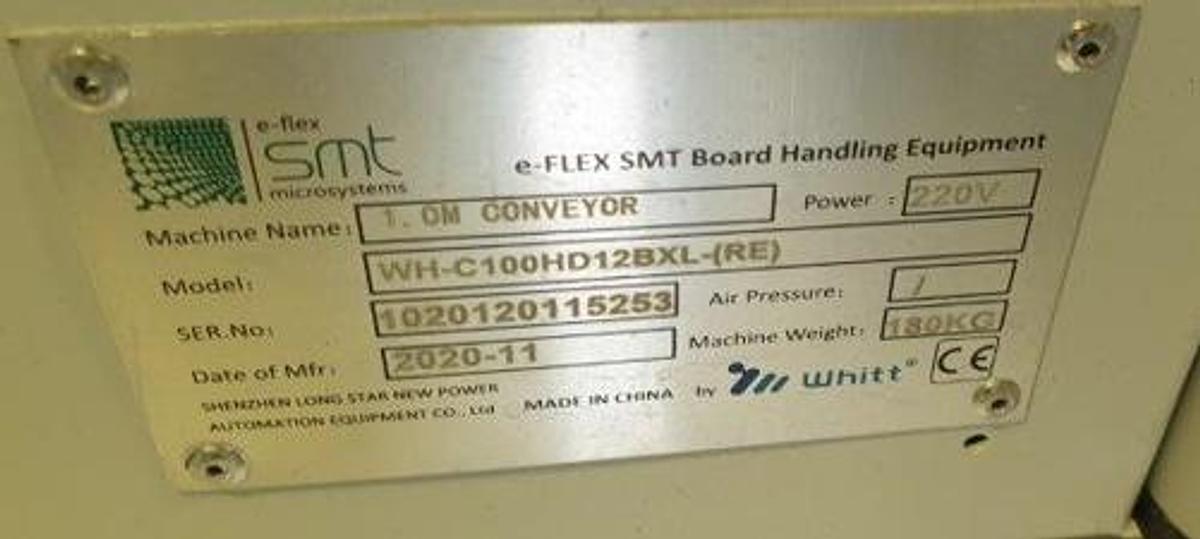 e-flex
smt
microsystems
e-FLEX SMT Board Handling Equipment
Machine Name: 1.0M CONVEYOR Power : 220V
Model: WH-C100HD12BXL-(RE)
SER.No: 1020120115253 Air Pressure: /
Date of Mfr: 2020-11 Machine Weight: 180KG
SHENZHEN LONG STAR NEW POWER
AUTOMATION EQUIPMENT CO., Ltd MADE IN CHINA by Whitt® CE